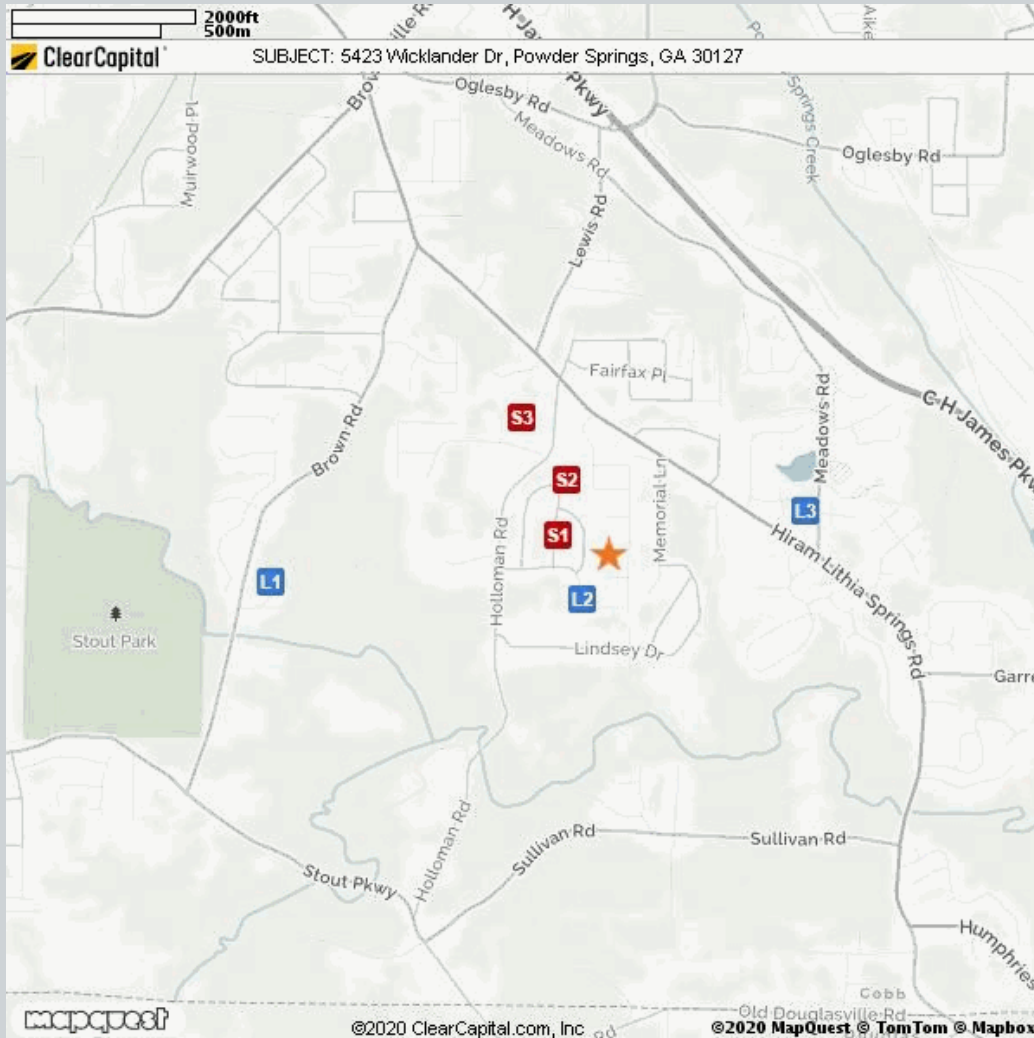 2000ft
500m
ClearCapital
SUBJECT: 5423 Wicklander Dr, Powder Springs, GA 30127
Oglesby Rd
Pkwy
Muirwood pl
Meadows Rd
Springs Creek
Oglesby Rd
Lewis Rd
Fairfax Pl
Meadows Rd
C H James Pkwy
S3
Brown Rd
S2
Memorial Ln
L3
S1
Holloman Rd
Hiram Lithia Springs Rd
L1
L2
Stout Park
Lindsey Dr
Holloman Rd
Sullivan Rd
Sullivan Rd
Stout Pkwy
Cobb
Old Douglasville Rd
mapquest
©2020 ClearCapital.com, Inc
Rd
©2020 MapQuest © TomTom © Mapbox